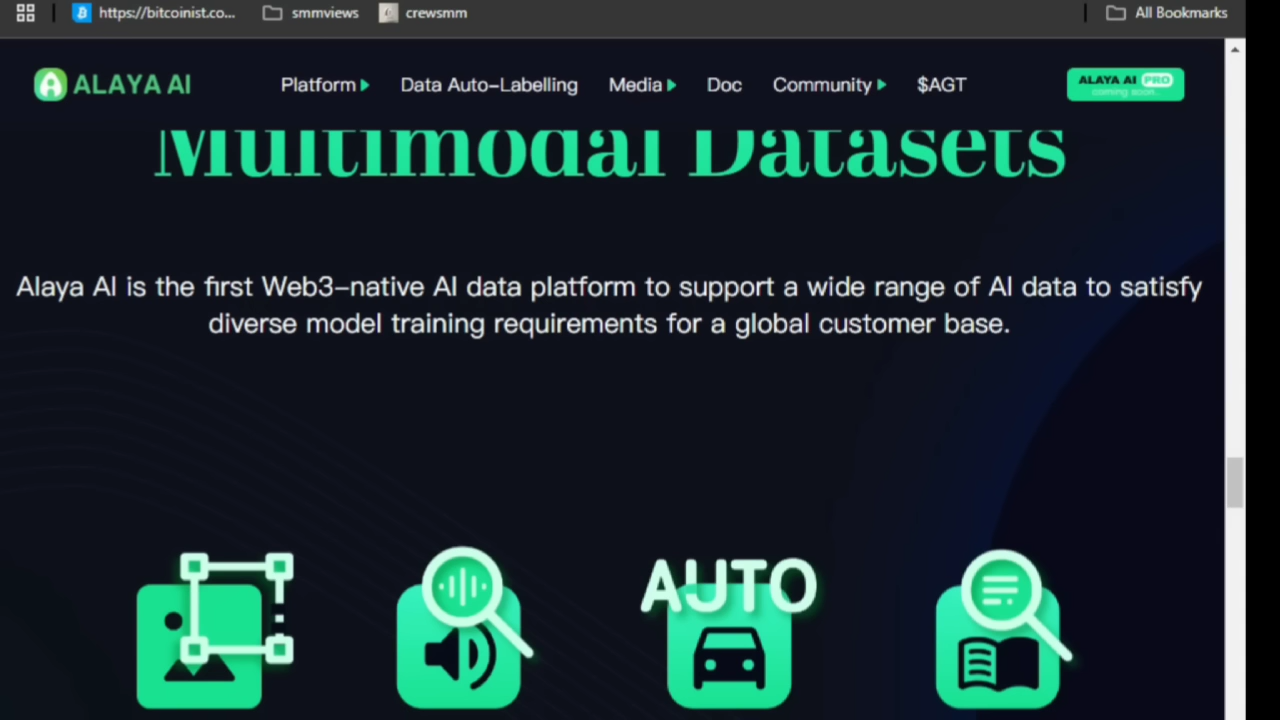 https://bitcoinist.co... smmviews crewsmm All Bookmarks
ALAYA AI Platform Data Auto-Labelling Media Doc Community $AGT ALAYA AI PRO
coming soon..
Multimodal Datasets
Alaya AI is the first Web3-native AI data platform to support a wide range of AI data to satisfy
diverse model training requirements for a global customer base.
AUTO